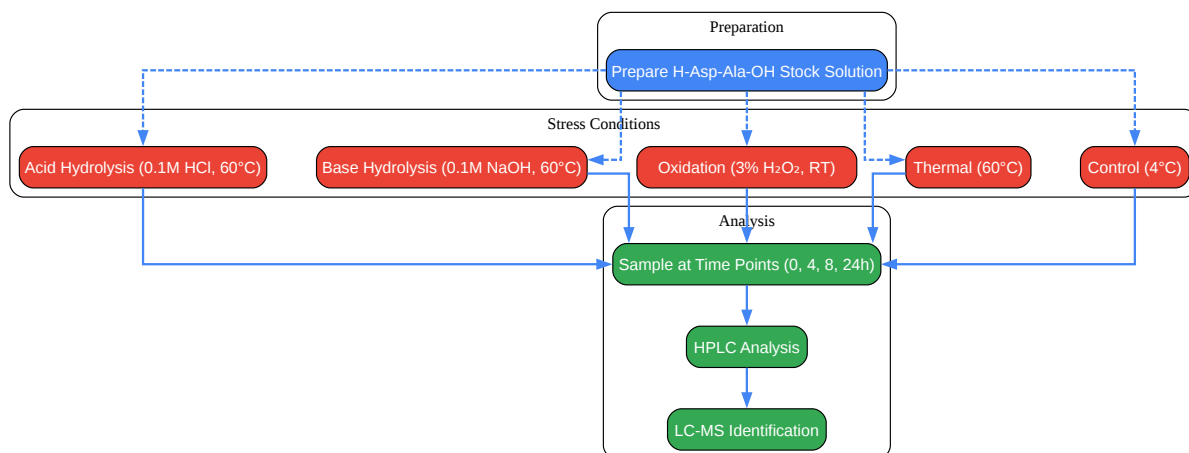 Preparation
Prepare H-Asp-Ala-OH Stock Solution
Stress Conditions
Acid Hydrolysis (0.1M HCl, 60°C)
Base Hydrolysis (0.1M NaOH, 60°C)
Oxidation (3% H₂O₂, RT)
Thermal (60°C)
Control (4°C)
Analysis
Sample at Time Points (0, 4, 8, 24h)
HPLC Analysis
LC-MS Identification